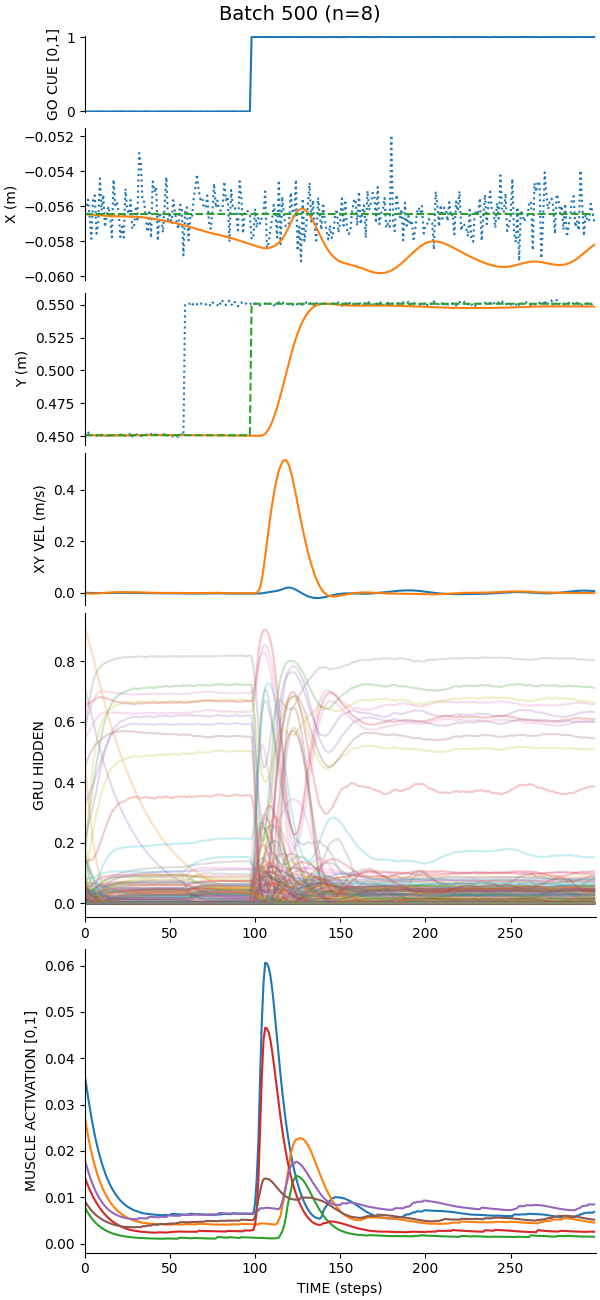 Batch 500 (n=8)
GO CUE [0,1]
1
0
X (m)
−0.052
−0.054
−0.056
−0.058
−0.060
Y (m)
0.550
0.525
0.500
0.475
0.450
XY VEL (m/s)
0.4
0.2
0.0
GRU HIDDEN
0.8
0.6
0.4
0.2
0.0
0 50 100 150 200 250
MUSCLE ACTIVATION [0,1]
0.06
0.05
0.04
0.03
0.02
0.01
0.00
0 50 100 150 200 250
TIME (steps)